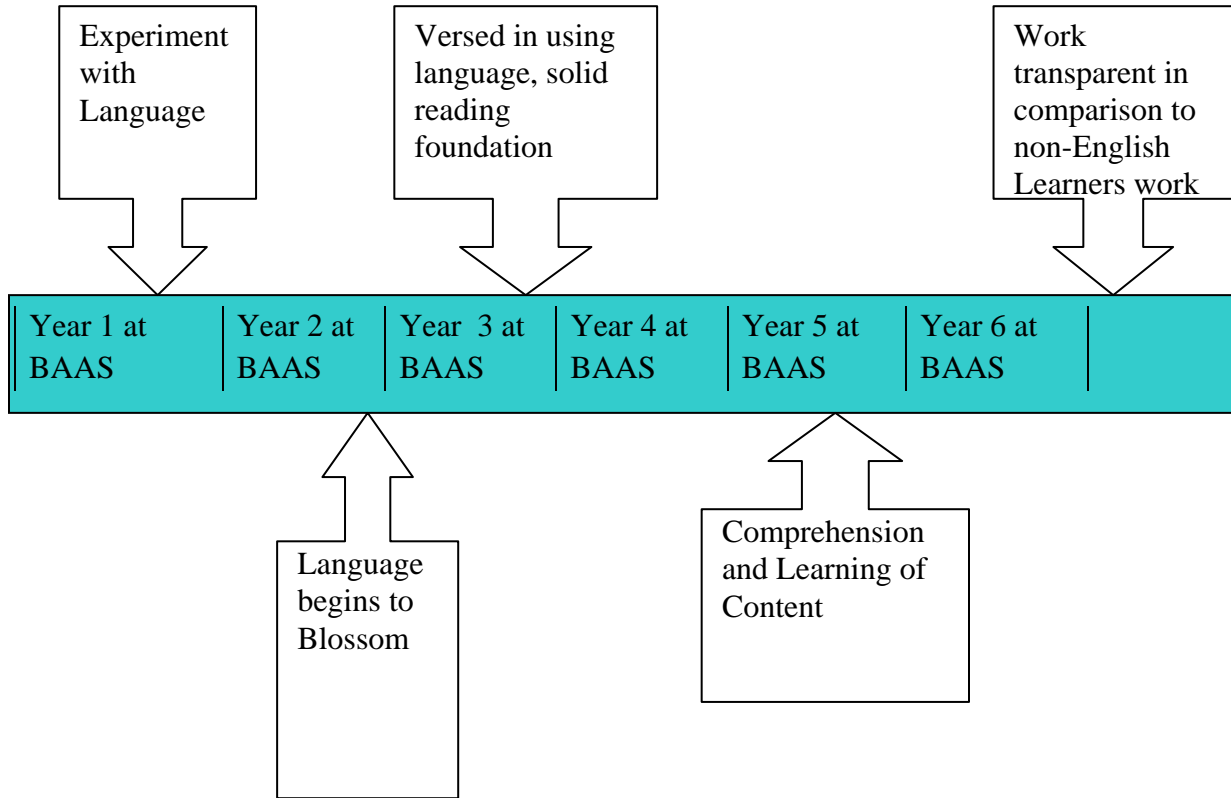 Experiment
with
Language
Versed in using
language, solid
reading
foundation
Work
transparent in
comparison to
non-English
Learners work
Year 1 at
BAAS
Year 2 at
BAAS
Year  3 at
BAAS
Year 4 at
BAAS
Year 5 at
BAAS
Year 6 at
BAAS
Language
begins to
Blossom
Comprehension
and Learning of
Content